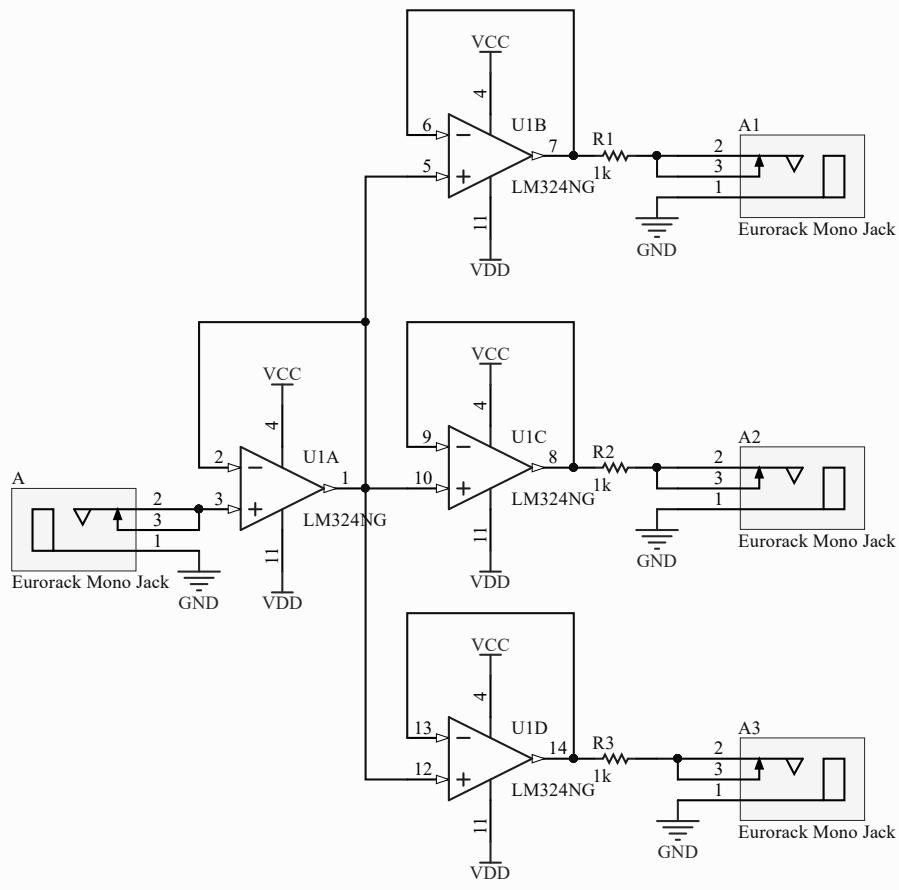 VCC
4
6
U1B
7
R1
5
LM324NG
1k
11
VDD
A1
2
3
1
GND
Eurorack Mono Jack
VCC
4
2
U1A
1
3
LM324NG
11
VDD
A
2
3
1
Eurorack Mono Jack
GND
VCC
4
9
U1C
8
R2
10
LM324NG
1k
11
VDD
A2
2
3
1
GND
Eurorack Mono Jack
VCC
4
13
U1D
14
R3
12
LM324NG
1k
11
VDD
A3
2
3
1
GND
Eurorack Mono Jack